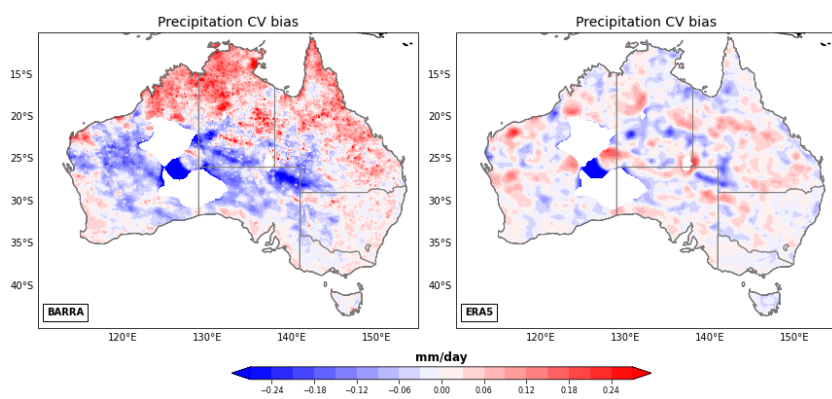 Precipitation CV bias
Precipitation CV bias
15°S
20°S
25°S
30°S
35°S
40°S
BARRA
120°E
130°E
140°E
150°E
15°S
20°S
25°S
30°S
35°S
40°S
ERA5
120°E
130°E
140°E
150°E
mm/day
−0.24
−0.18
−0.12
−0.06
0.00
0.06
0.12
0.18
0.24